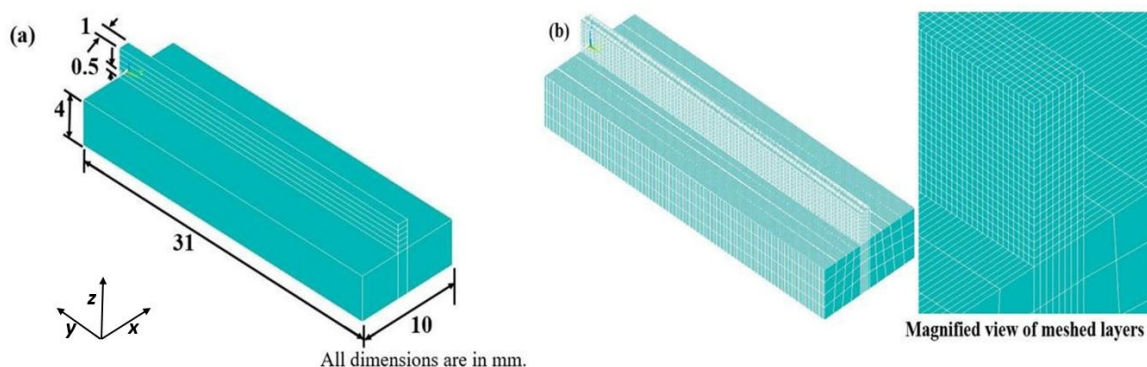 (a)
1
0.5
4
31
10
z
y
x
All dimensions are in mm.
(b)
Magnified view of meshed layers